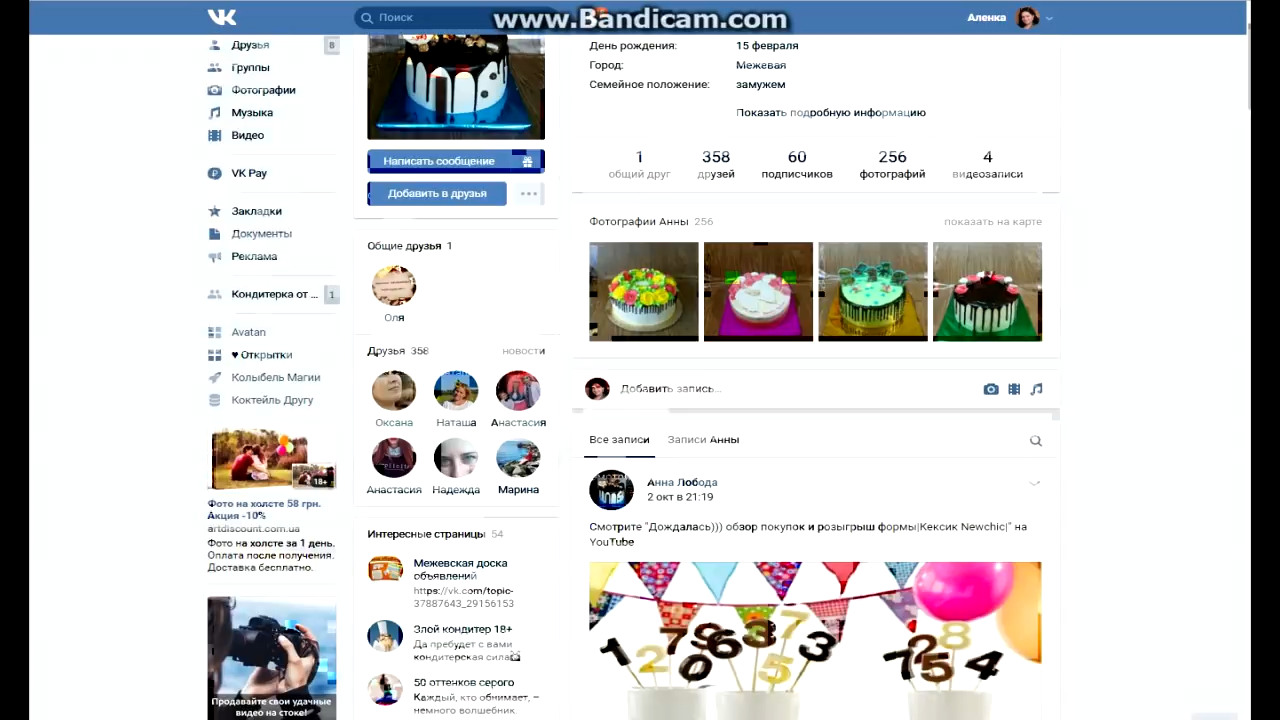 Поиск
www.Bandicam.com
Аленка
Друзья 8
Группы
Фотографии
Музыка
Видео
VK Pay
Закладки
Документы
Реклама
Кондитерка от ... 1
Avatan
♥ Открытки
Колыбель Магии
Коктейль Другу
18+
Фото на холсте 58 грн.
Акция -10%
artdiscount.com.ua
Фото на холсте за 1 день.
Оплата после получения.
Доставка бесплатно.
Продавайте свои удачные
видео на стоке!
Написать сообщение
Добавить в друзья
Общие друзья 1
Оля
Друзья 358 новости
Оксана Наташа Анастасия
Анастасия Надежда Марина
Интересные страницы 54
Межевская доска
объявлений
https://vk.com/topic-
37887643_29156153
Злой кондитер 18+
Да пребудет с вами
кондитерская сила
50 оттенков серого
Каждый, кто обнимает, –
немного волшебник.
День рождения: 15 февраля
Город: Межевая
Семейное положение: замужем
Показать подробную информацию
1 358 60 256 4
общий друг друзей подписчиков фотографий видеозаписи
Фотографии Анны 256 показать на карте
Добавить запись...
Все записи Записи Анны
Анна Лобода
2 окт в 21:19
Смотрите "Дождалась))) обзор покупок и розыгрыш формы|Кексик Newchic|" на
YouTube